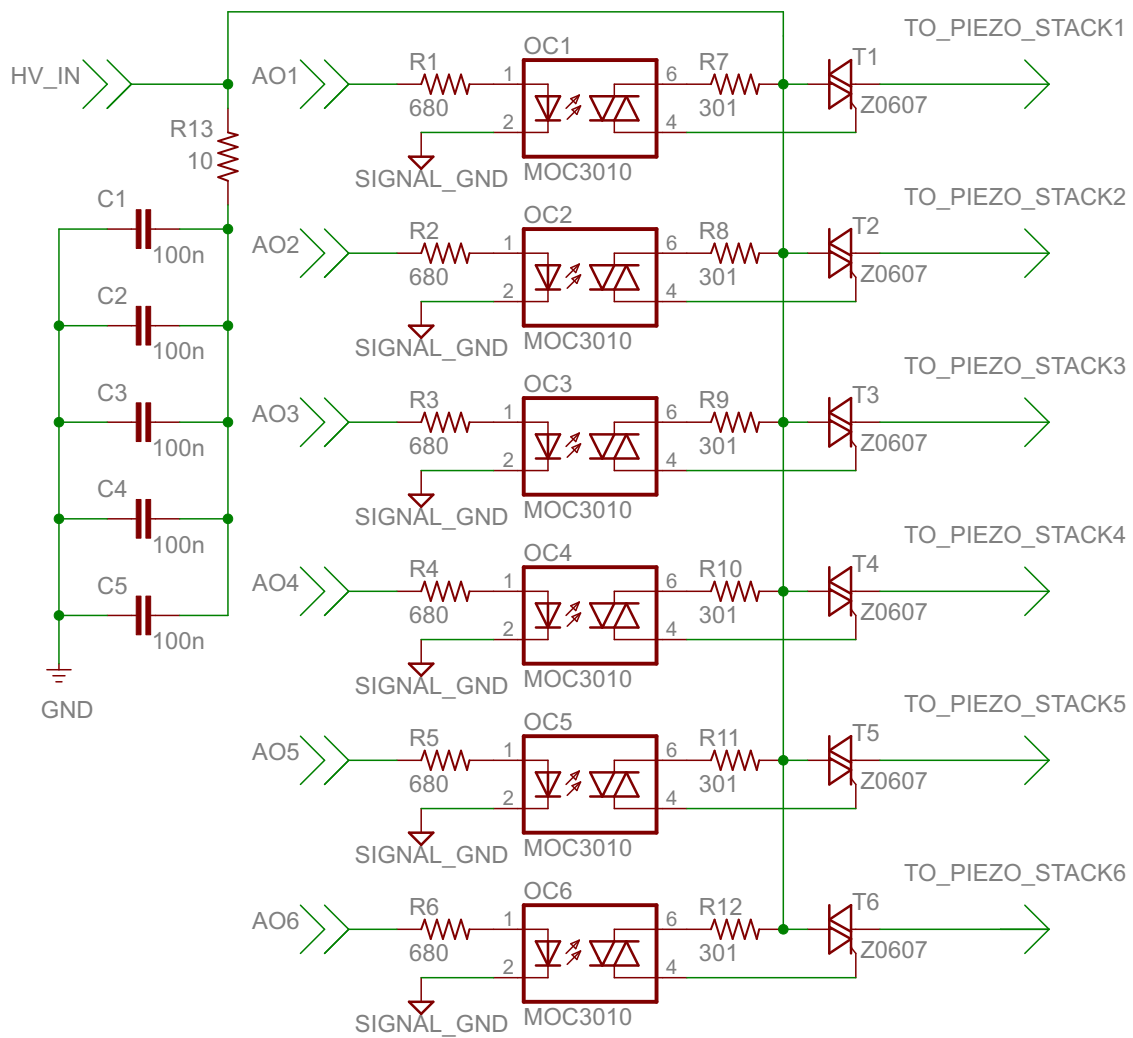 TO_PIEZO_STACK1
HV_IN
AO1
R1
680
OC1
1
2
6
4
MOC3010
R7
301
T1
Z0607
SIGNAL_GND
R13
10
C1
100n
C2
100n
C3
100n
C4
100n
C5
100n
GND
TO_PIEZO_STACK2
AO2
R2
680
OC2
1
2
6
4
MOC3010
R8
301
T2
Z0607
SIGNAL_GND
TO_PIEZO_STACK3
AO3
R3
680
OC3
1
2
6
4
MOC3010
R9
301
T3
Z0607
SIGNAL_GND
TO_PIEZO_STACK4
AO4
R4
680
OC4
1
2
6
4
MOC3010
R10
301
T4
Z0607
SIGNAL_GND
TO_PIEZO_STACK5
AO5
R5
680
OC5
1
2
6
4
MOC3010
R11
301
T5
Z0607
SIGNAL_GND
TO_PIEZO_STACK6
AO6
R6
680
OC6
1
2
6
4
MOC3010
R12
301
T6
Z0607
SIGNAL_GND